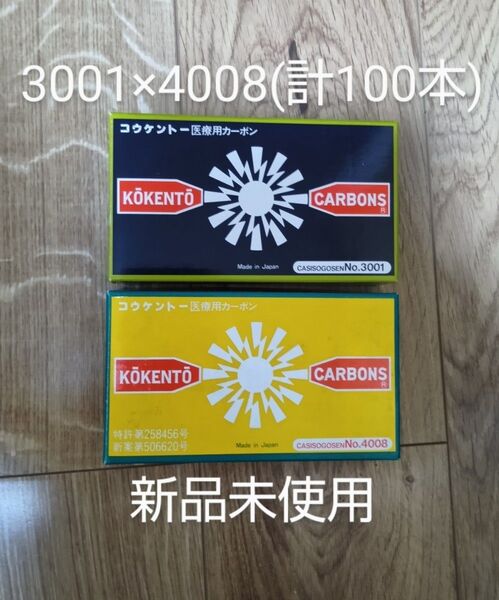 3001×4008(計100本)
コウケントー医療用カーボン
KŌKENTŌ
CARBONS
R
Made in Japan
CASISOGOSEN No.3001
コウケントー医療用カーボン
KŌKENTŌ
CARBONS
R
特許第258456号
新案第506620号
Made in Japan
CASISOGOSEN No.4008
新品未使用